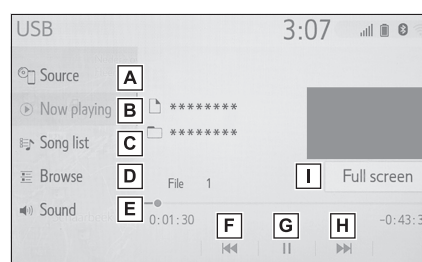 USB 3:07
Source A
Now playing B ********
Song list C ********
Browse D
File 1 I Full screen
Sound E
0:01:30 F G H -0:43:3